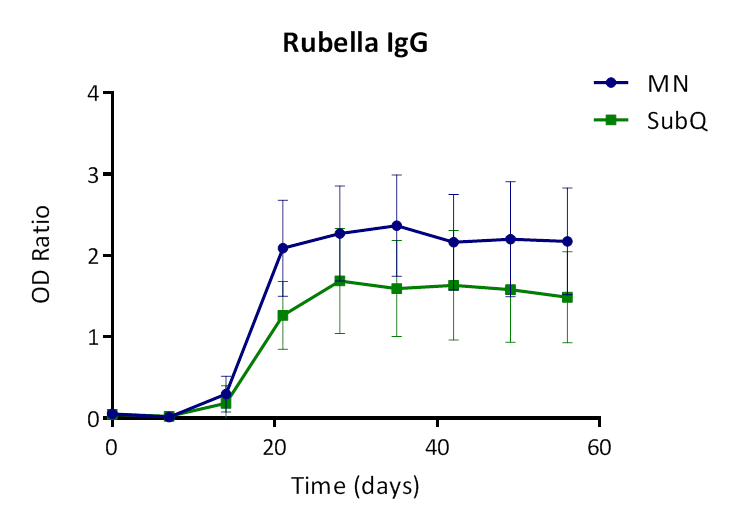 Rubella IgG
MN
SubQ
4
3
2
1
0
OD Ratio
0 20 40 60
Time (days)